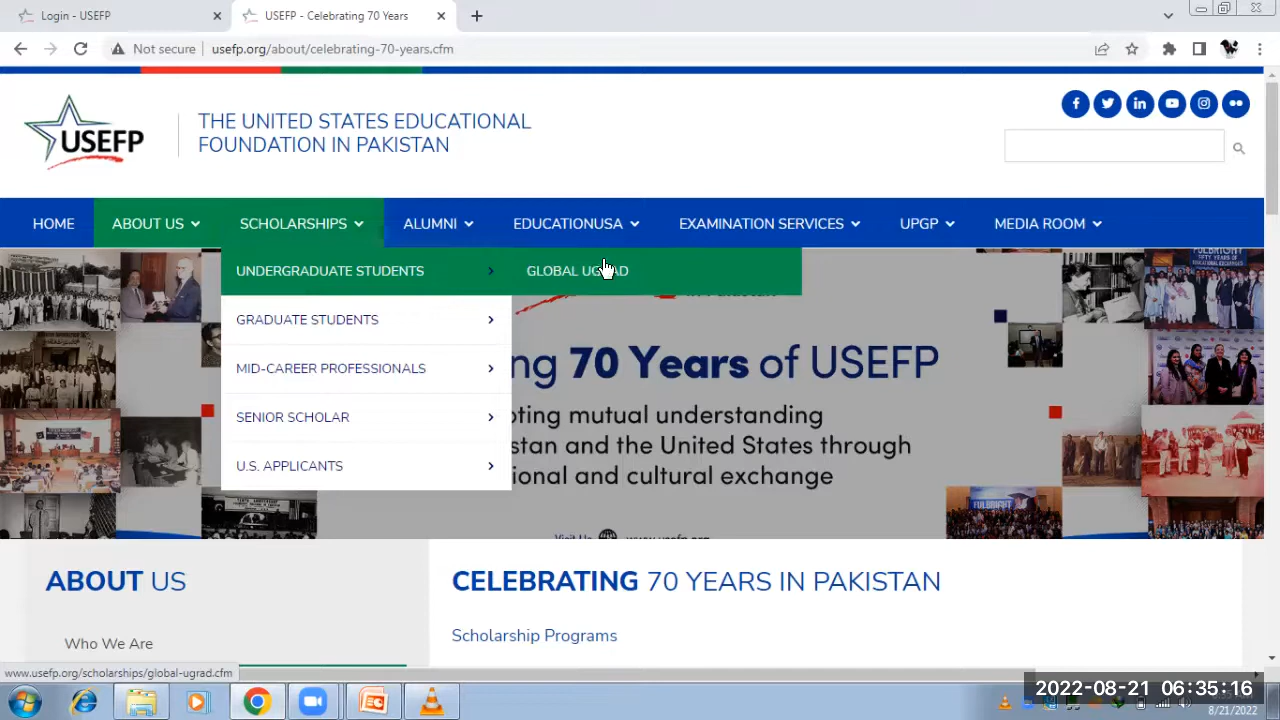 Login - USEFP
USEFP - Celebrating 70 Years
Not secure
usefp.org/about/celebrating-70-years.cfm
USEFP
THE UNITED STATES EDUCATIONAL
FOUNDATION IN PAKISTAN
HOME
ABOUT US
SCHOLARSHIPS
ALUMNI
EDUCATIONUSA
EXAMINATION SERVICES
UPGP
MEDIA ROOM
UNDERGRADUATE STUDENTS
GLOBAL UGRAD
GRADUATE STUDENTS
MID-CAREER PROFESSIONALS
SENIOR SCHOLAR
U.S. APPLICANTS
ng 70 Years of USEFP
oting mutual understanding
stan and the United States through
ional and cultural exchange
Visit Us www.usefp.org
FULBRIGHT
ABOUT US
CELEBRATING 70 YEARS IN PAKISTAN
Who We Are
Scholarship Programs
www.usefp.org/scholarships/global-ugrad.cfm
2022-08-21 06:35:16
8/21/2022